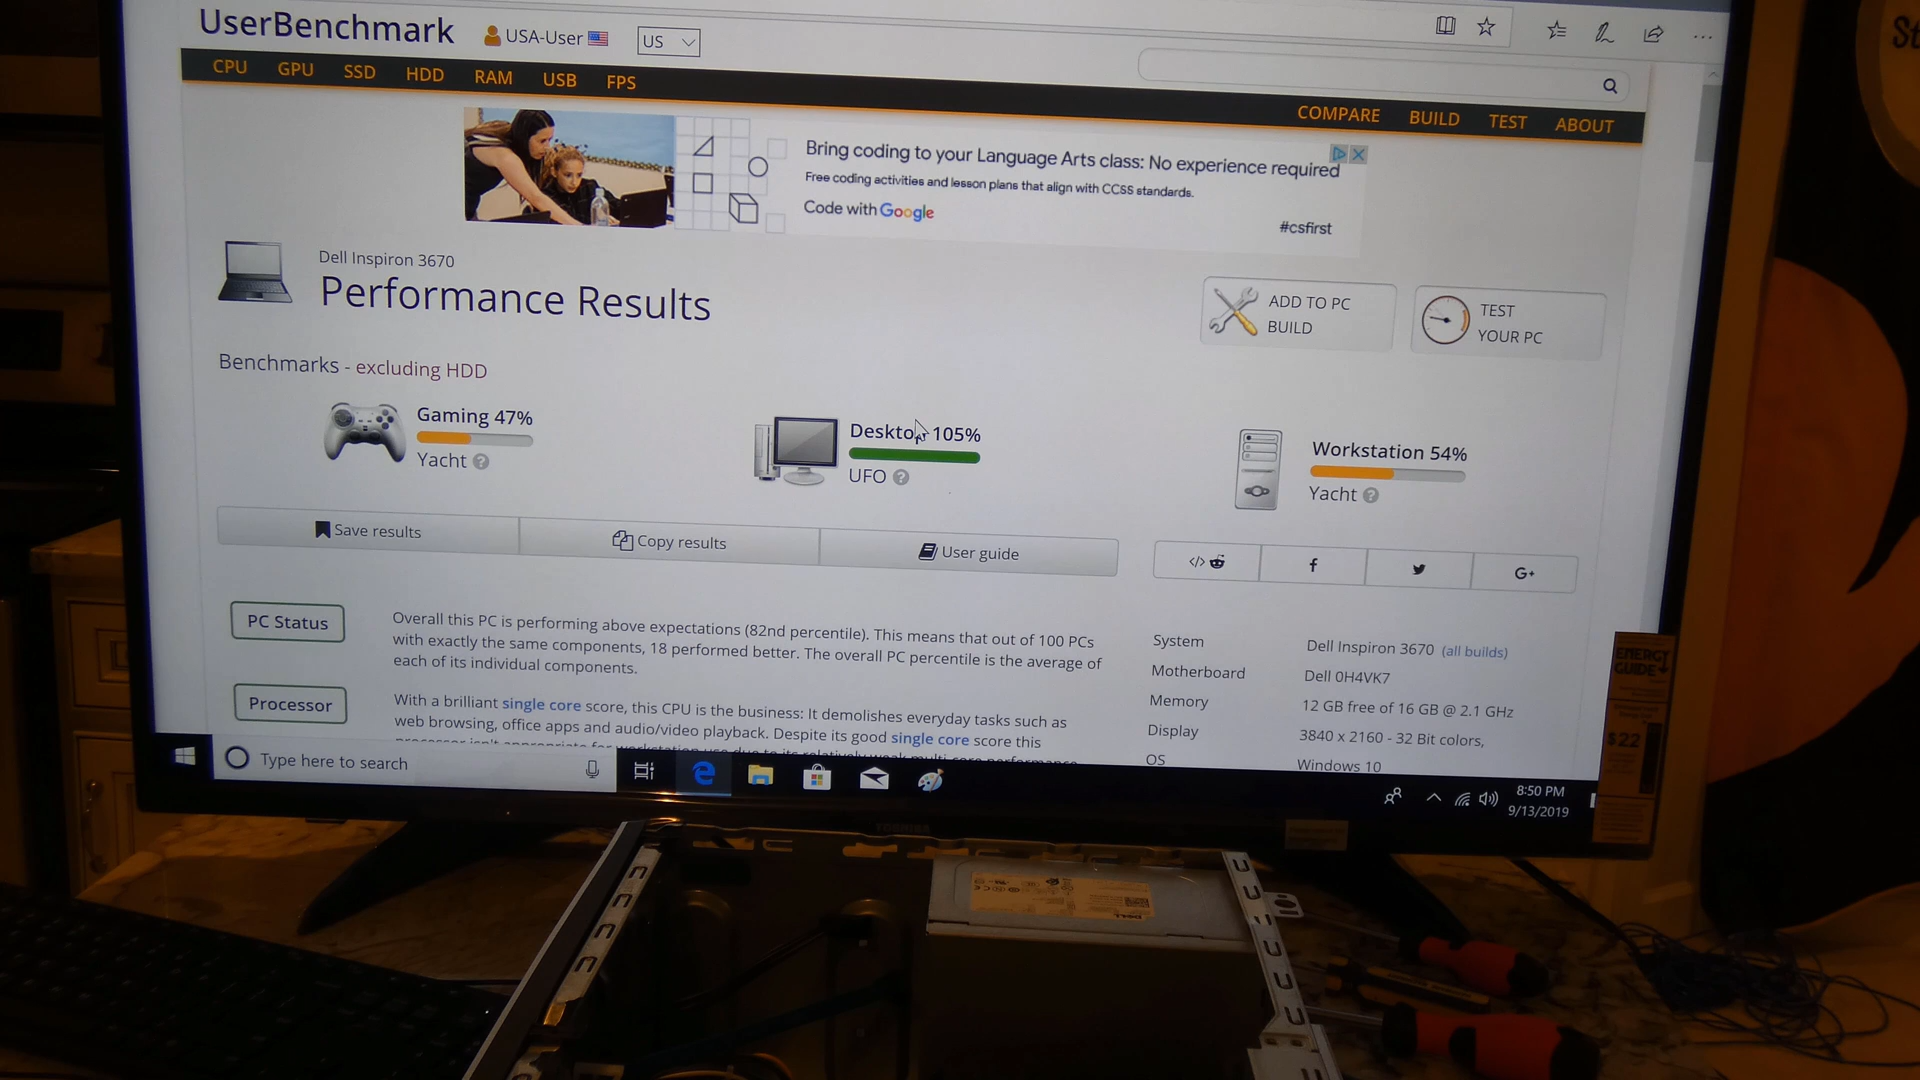 UserBenchmark
USA-User
US
CPU GPU SSD HDD RAM USB FPS
COMPARE BUILD TEST ABOUT
Bring coding to your Language Arts class: No experience required
Free coding activities and lesson plans that align with CCSS standards.
Code with Google
#csfirst
Dell Inspiron 3670
Performance Results
ADD TO PC
BUILD
TEST
YOUR PC
Benchmarks - excluding HDD
Gaming 47%
Yacht
Desktop 105%
UFO
Workstation 54%
Yacht
Save results
Copy results
User guide
G+
PC Status
Overall this PC is performing above expectations (82nd percentile). This means that out of 100 PCs
with exactly the same components, 18 performed better. The overall PC percentile is the average of
each of its individual components.
Processor
With a brilliant single core score, this CPU is the business: It demolishes everyday tasks such as
web browsing, office apps and audio/video playback. Despite its good single core score this
System Dell Inspiron 3670 (all builds)
Motherboard Dell 0H4VK7
Memory 12 GB free of 16 GB @ 2.1 GHz
Display 3840 x 2160 - 32 Bit colors,
OS Windows 10
Type here to search
8:50 PM
9/13/2019
ENERGY
GUIDE
$22
TOSHIBA
DELL
St